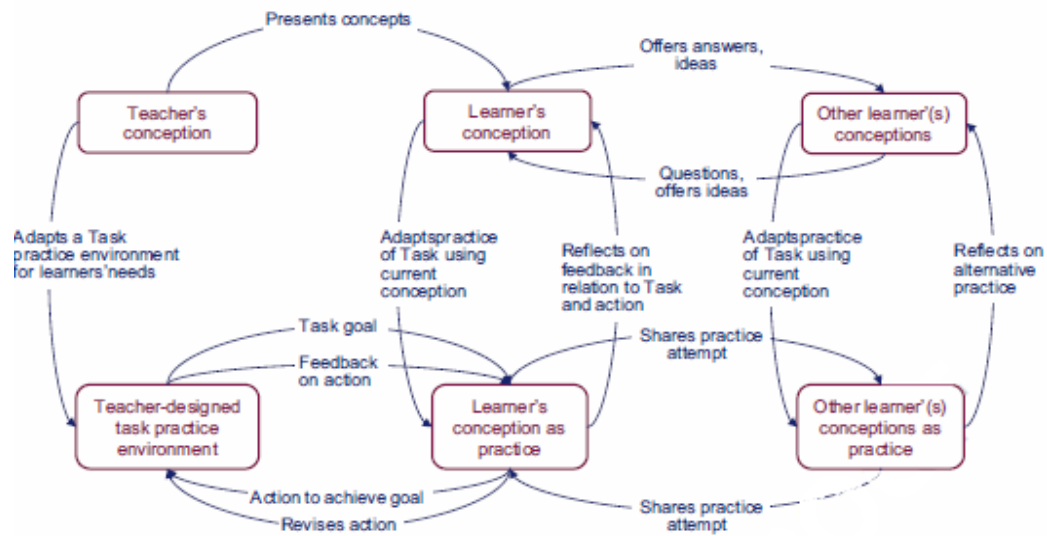 Presents concepts
Offers answers,
ideas
Teacher's
conception
Learner's
conception
Other learner'(s)
conceptions
Questions,
offers ideas
Adapts a Task
practice environment
for learners'needs
Adaptspractice
of Task using
current
conception
Reflects on
feedback in
relation to Task
and action
Adaptspractice
of Task using
current
conception
Reflects on
alternative
practice
Task goal
Feedback
on action
Shares practice
attempt
Teacher-designed
task practice
environment
Learner's
conception as
practice
Other learner'(s)
conceptions as
practice
Action to achieve goal
Revises action
Shares practice
attempt